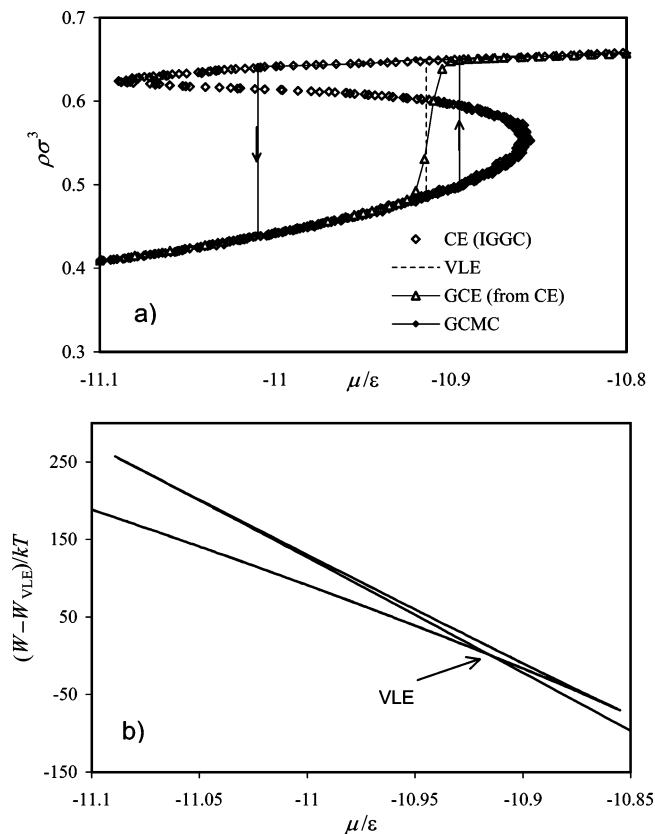 0.7
0.6
0.5
0.4
0.3
ρσ³
CE (IGGC)
VLE
GCE (from CE)
GCMC
a)
-11.1
-11
-10.9
-10.8
μ/ε
250
150
50
-50
-150
(W−W_VLE)/kT
VLE
b)
-11.1
-11.05
-11
-10.95
-10.9
-10.85
μ/ε